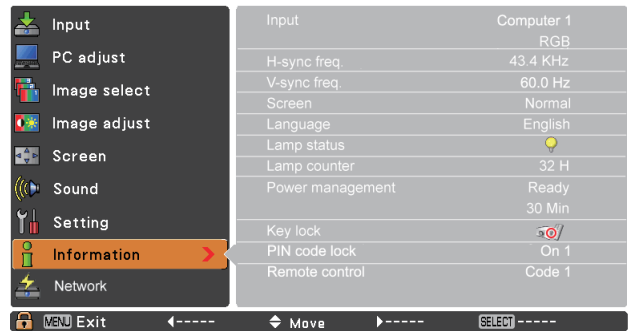 Input
PC adjust
Image select
Image adjust
Screen
Sound
Setting
Information
Network
Input Computer 1
RGB
H-sync freq. 43.4 KHz
V-sync freq. 60.0 Hz
Screen Normal
Language English
Lamp status
Lamp counter 32 H
Power management Ready
30 Min
Key lock
PIN code lock On 1
Remote control Code 1
MENU Exit ◀----- Move ▶----- SELECT -----